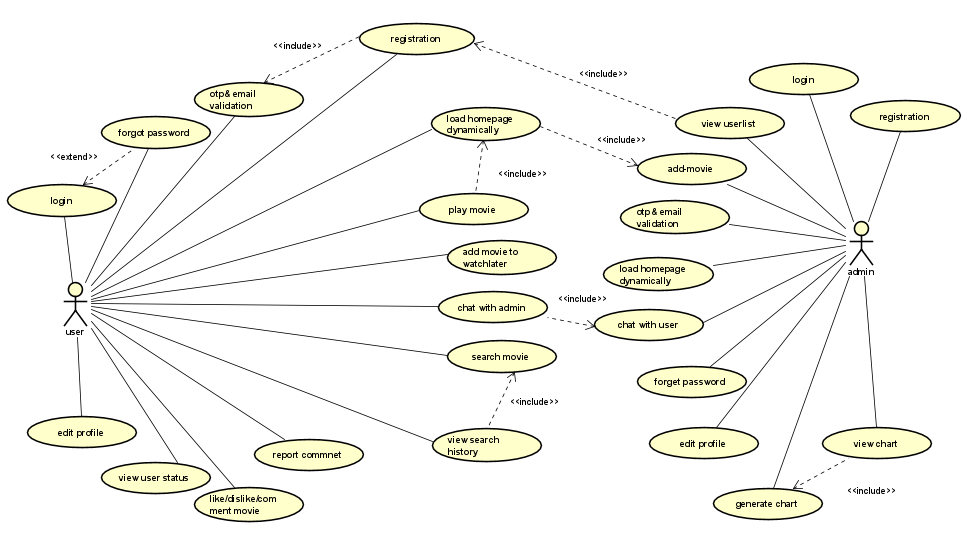 registration
<<include>>
<<include>>
login
otp& email
validation
registration
load homepage
dynamically
view userlist
forgot password
<<include>>
<<extend>>
add-movie
<<include>>
login
play movie
otp& email
validation
add movie to
watchlater
load homepage
dynamically
admin
<<include>>
chat with admin
chat with user
user
search movie
forget password
<<include>>
edit profile
view search
history
edit profile
view chart
report commnet
view user status
<<include>>
like/dislike/com
ment movie
generate chart